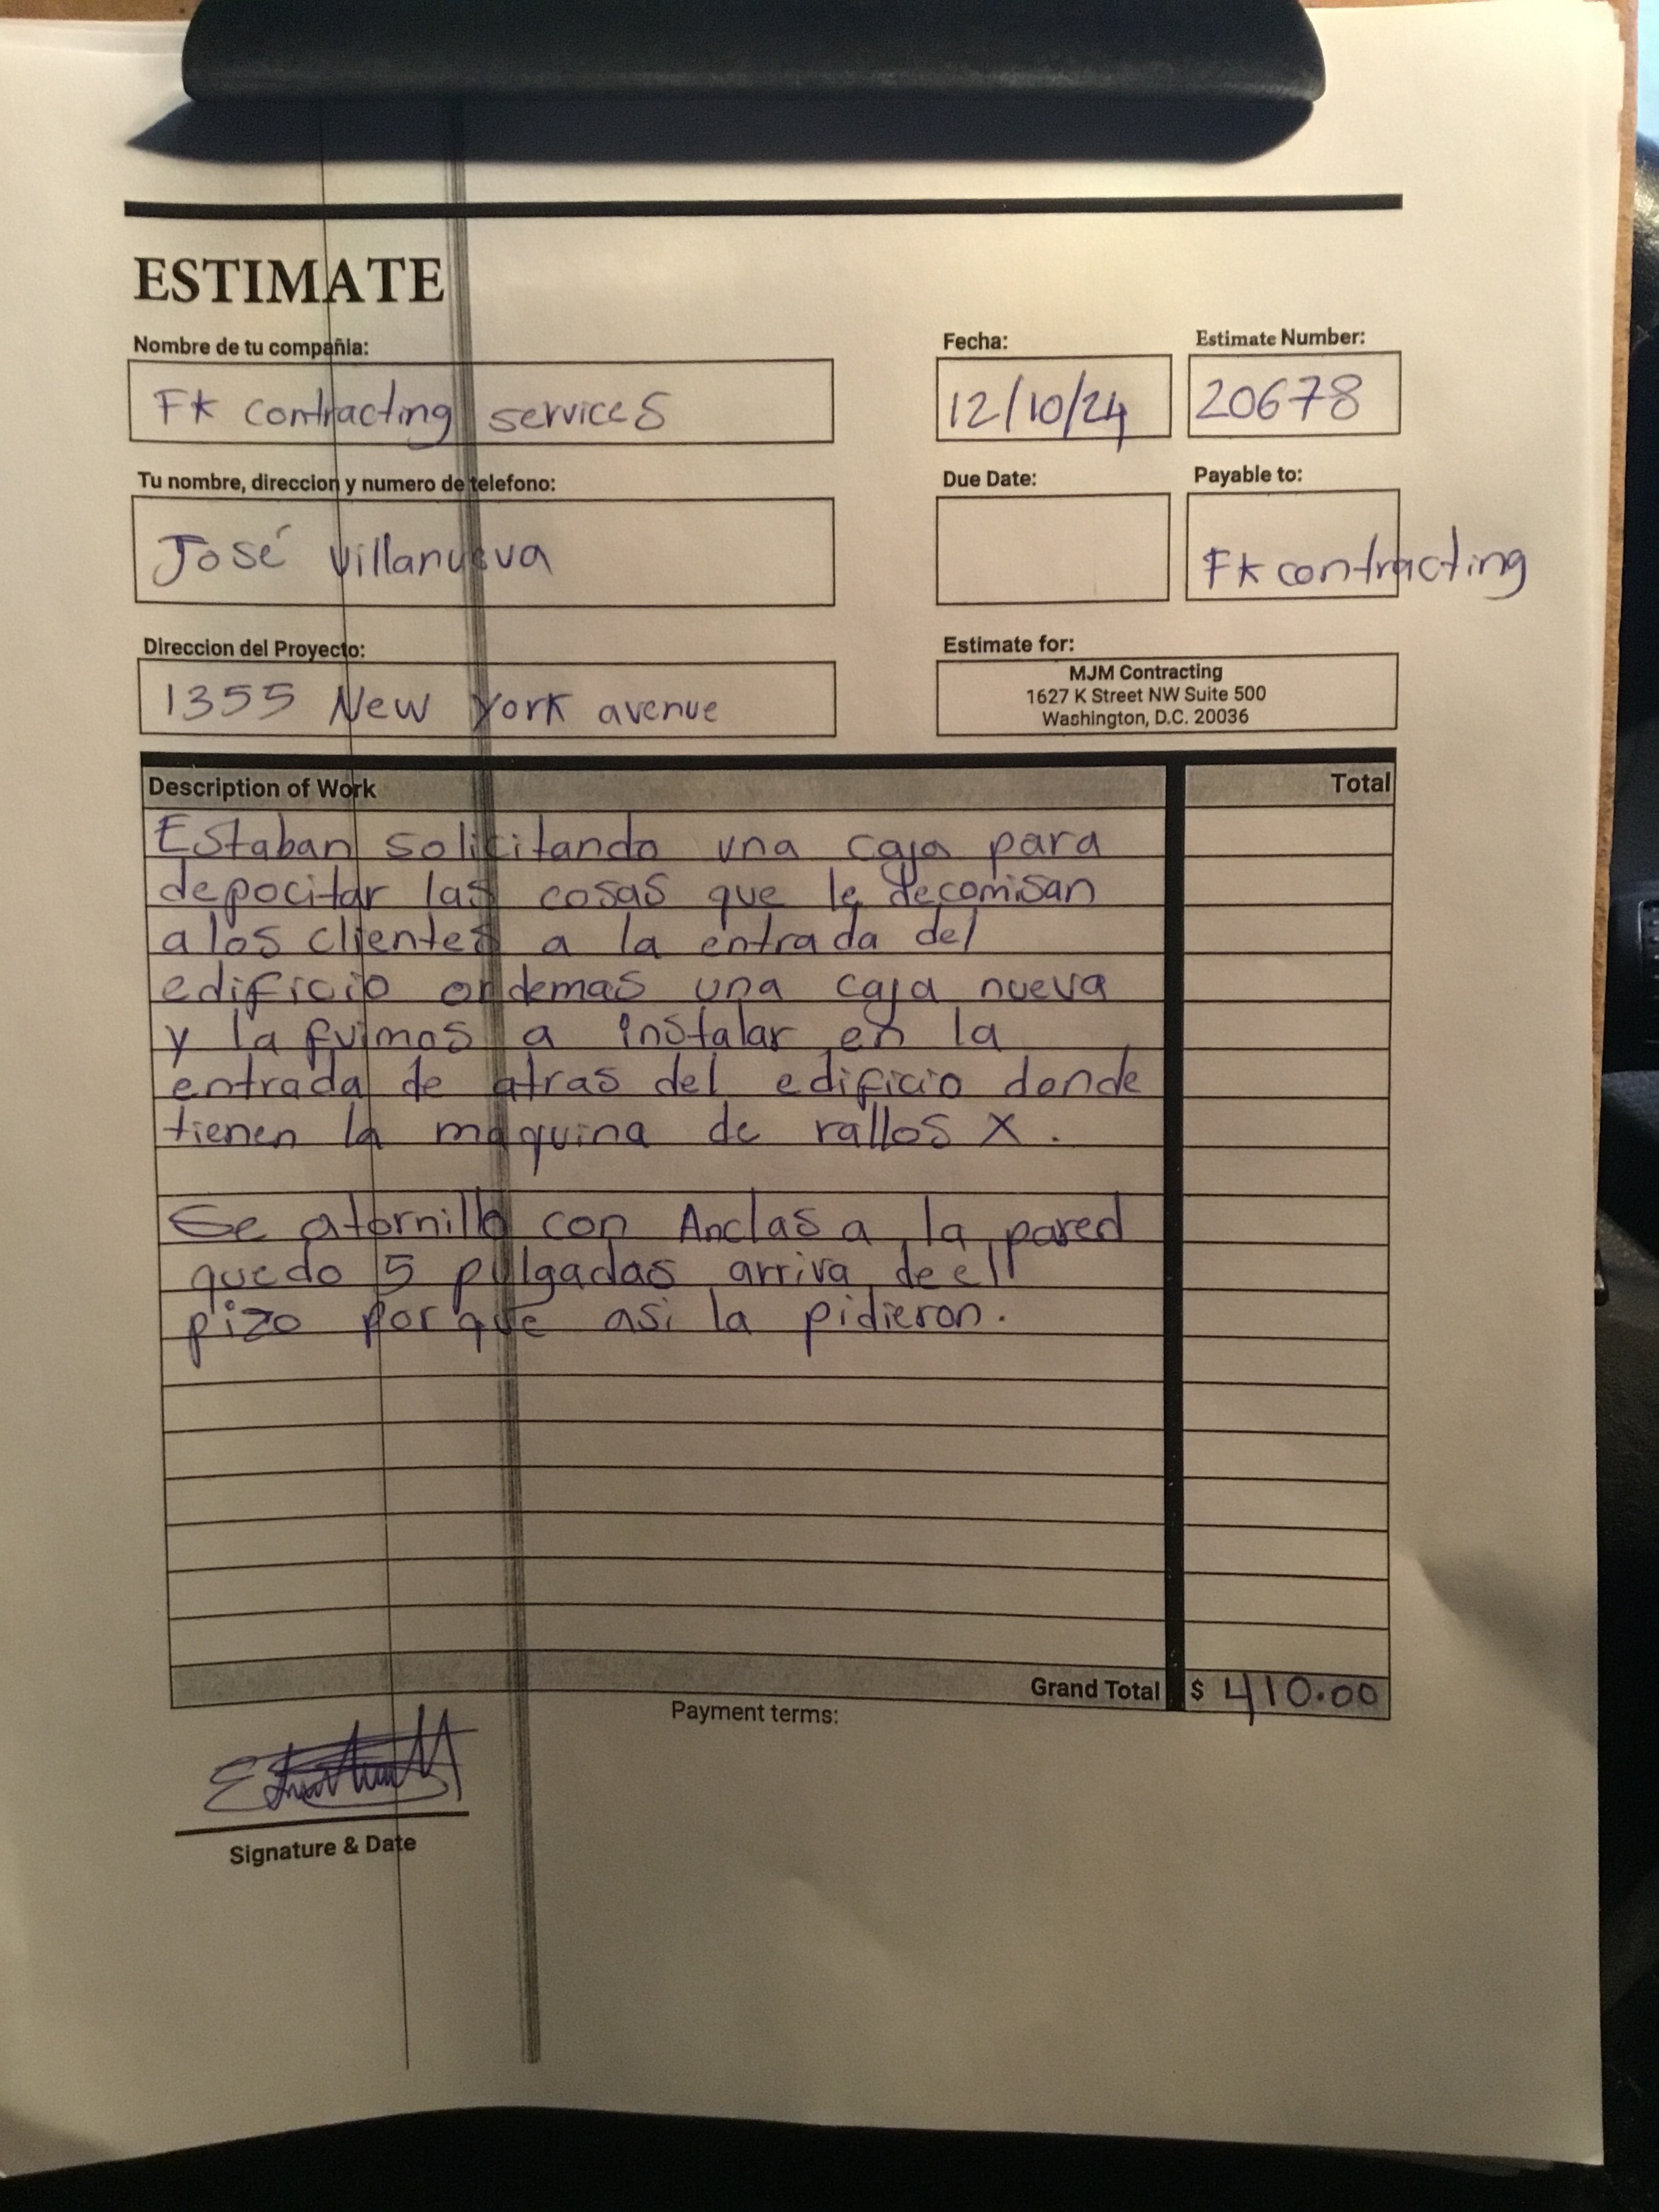 ESTIMATE
Nombre de tu compañia:
Fecha:
Estimate Number:
FK contracting services
12/10/24
20678
Tu nombre, direccion y numero de telefono:
Due Date:
Payable to:
José Villanueva
FK contracting
Direccion del Proyecto:
Estimate for:
1355 New York avenue
MJM Contracting
1627 K Street NW Suite 500
Washington, D.C. 20036
Description of Work
Total
Estaban solicitando una caja para
depocitar las cosas que le decomisan
a los clientes a la entrada del
edificio ordemas una caja nueva
y la fuimos a instalar en la
entrada de atras del edificio donde
tienen la maquina de rallos X.
Se atornillo con Anclas a la pared
quedo 5 pulgadas arriva de el
pizo porque asi la pidieron.
Grand Total
$ 410.00
Payment terms:
Signature & Date